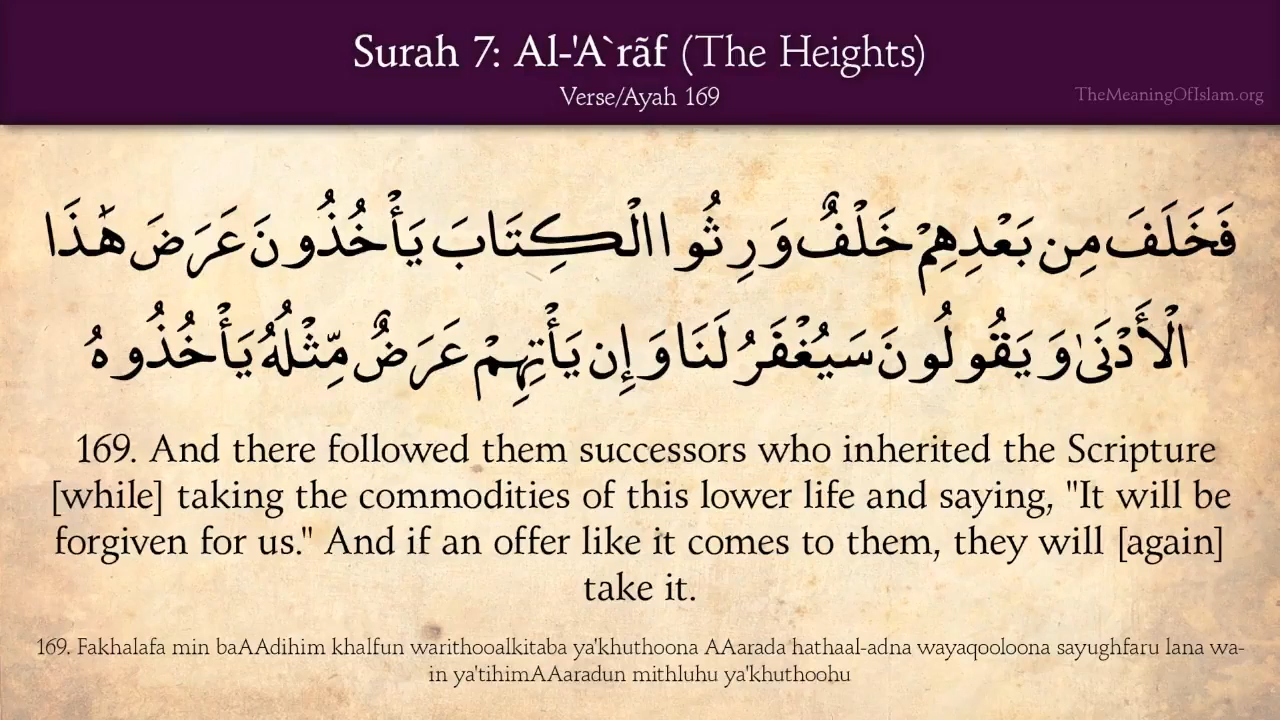 Surah 7: Al-'A`rãf (The Heights)
Verse/Ayah 169
TheMeaningOfIslam.org
فَخَلَفَ مِن بَعْدِهِمْ خَلْفٌ وَرِثُوا الْكِتَابَ يَأْخُذُونَ عَرَضَ هَٰذَا
الْأَدْنَىٰ وَيَقُولُونَ سَيُغْفَرُ لَنَا وَإِن يَأْتِهِمْ عَرَضٌ مِّثْلُهُ يَأْخُذُوهُ
169. And there followed them successors who inherited the Scripture
[while] taking the commodities of this lower life and saying, "It will be
forgiven for us." And if an offer like it comes to them, they will [again]
take it.
169. Fakhalafa min baAAdihim khalfun warithooalkitaba ya'khuthoona AAarada hathaal-adna wayaqooloona sayughfaru lana wa-
in ya'tihimAAaradun mithluhu ya'khuthoohu